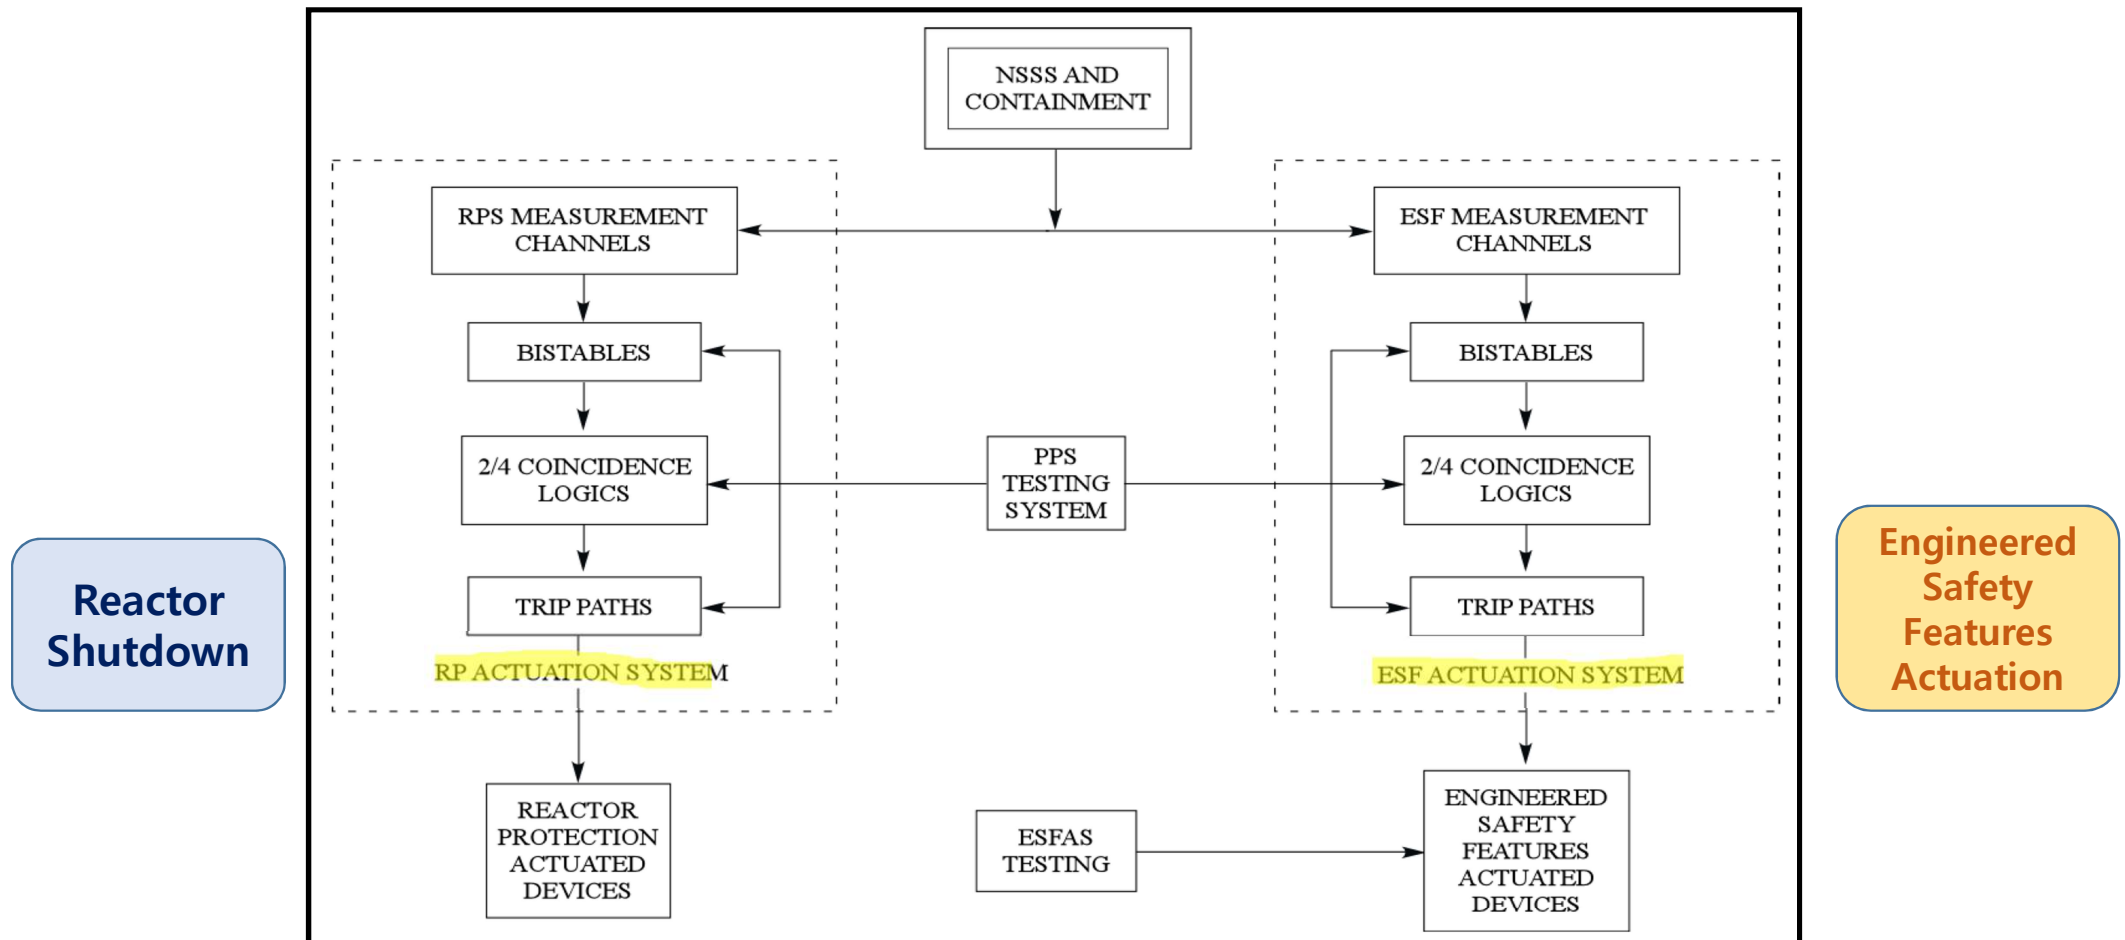 NSSS AND
CONTAINMENT
RPS MEASUREMENT
CHANNELS
ESF MEASUREMENT
CHANNELS
BISTABLES
BISTABLES
2/4 COINCIDENCE
LOGICS
PPS
TESTING
SYSTEM
2/4 COINCIDENCE
LOGICS
TRIP PATHS
TRIP PATHS
RP ACTUATION SYSTEM
ESF ACTUATION SYSTEM
Reactor
Shutdown
Engineered
Safety
Features
Actuation
REACTOR
PROTECTION
ACTUATED
DEVICES
ESFAS
TESTING
ENGINEERED
SAFETY
FEATURES
ACTUATED
DEVICES